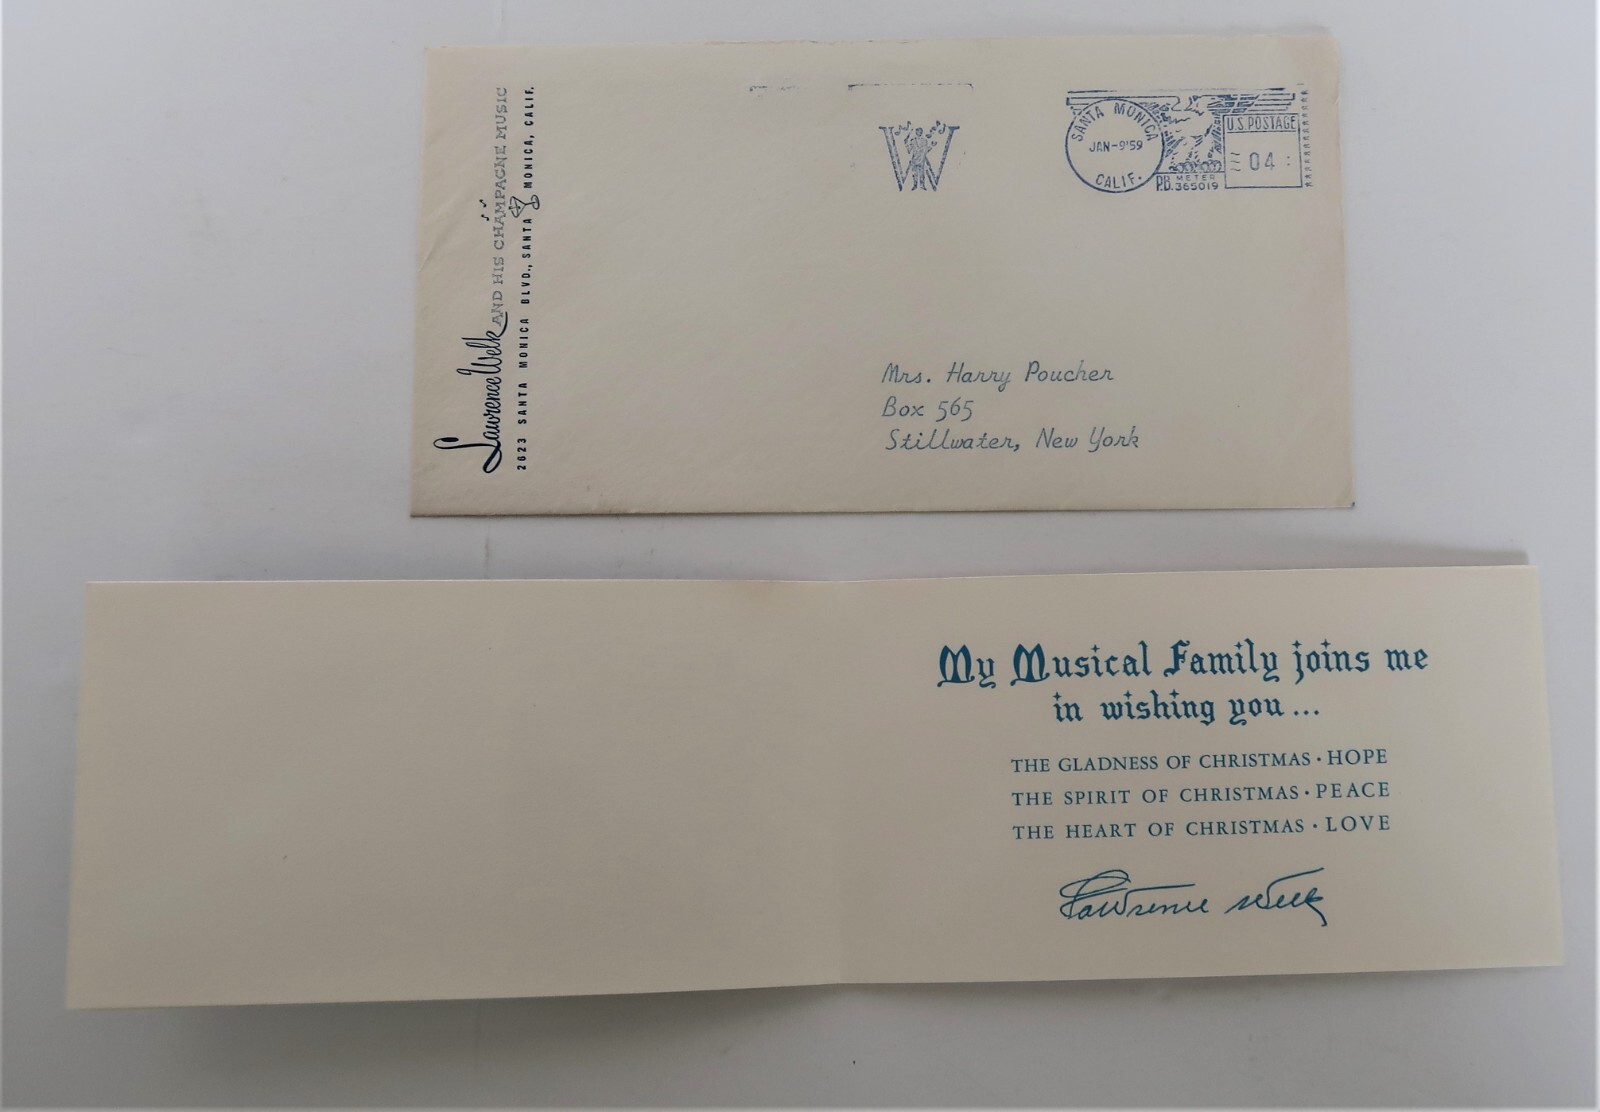 Lawrence Welk AND HIS CHAMPAGNE MUSIC
2623 SANTA MONICA BLVD., SANTA MONICA, CALIF.
W
SANTA MONICA
JAN-9'59
CALIF.
P.B. METER
365019
U.S. POSTAGE
04
Mrs. Harry Poucher
Box 565
Stillwater, New York
My Musical Family joins me
in wishing you...
THE GLADNESS OF CHRISTMAS · HOPE
THE SPIRIT OF CHRISTMAS · PEACE
THE HEART OF CHRISTMAS · LOVE
Lawrence Welk